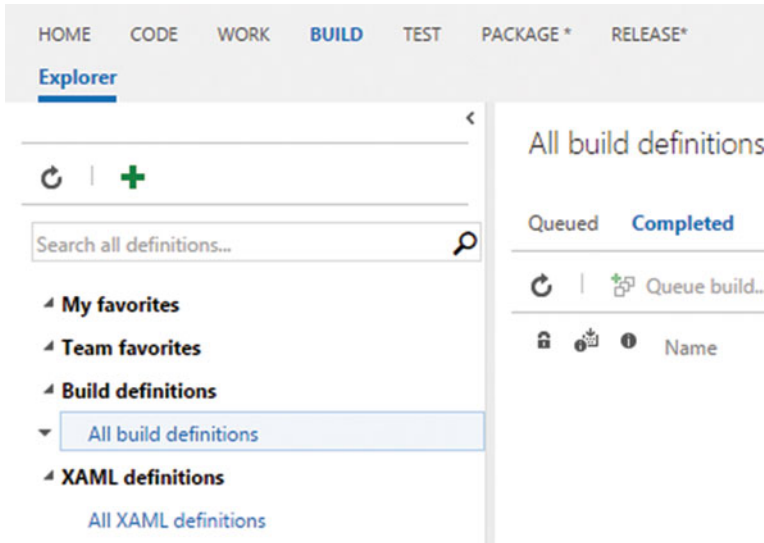 HOME CODE WORK BUILD TEST PACKAGE * RELEASE*
Explorer
All build definitions
Search all definitions...
Queued Completed
Queue build...
Name
My favorites
Team favorites
Build definitions
All build definitions
XAML definitions
All XAML definitions